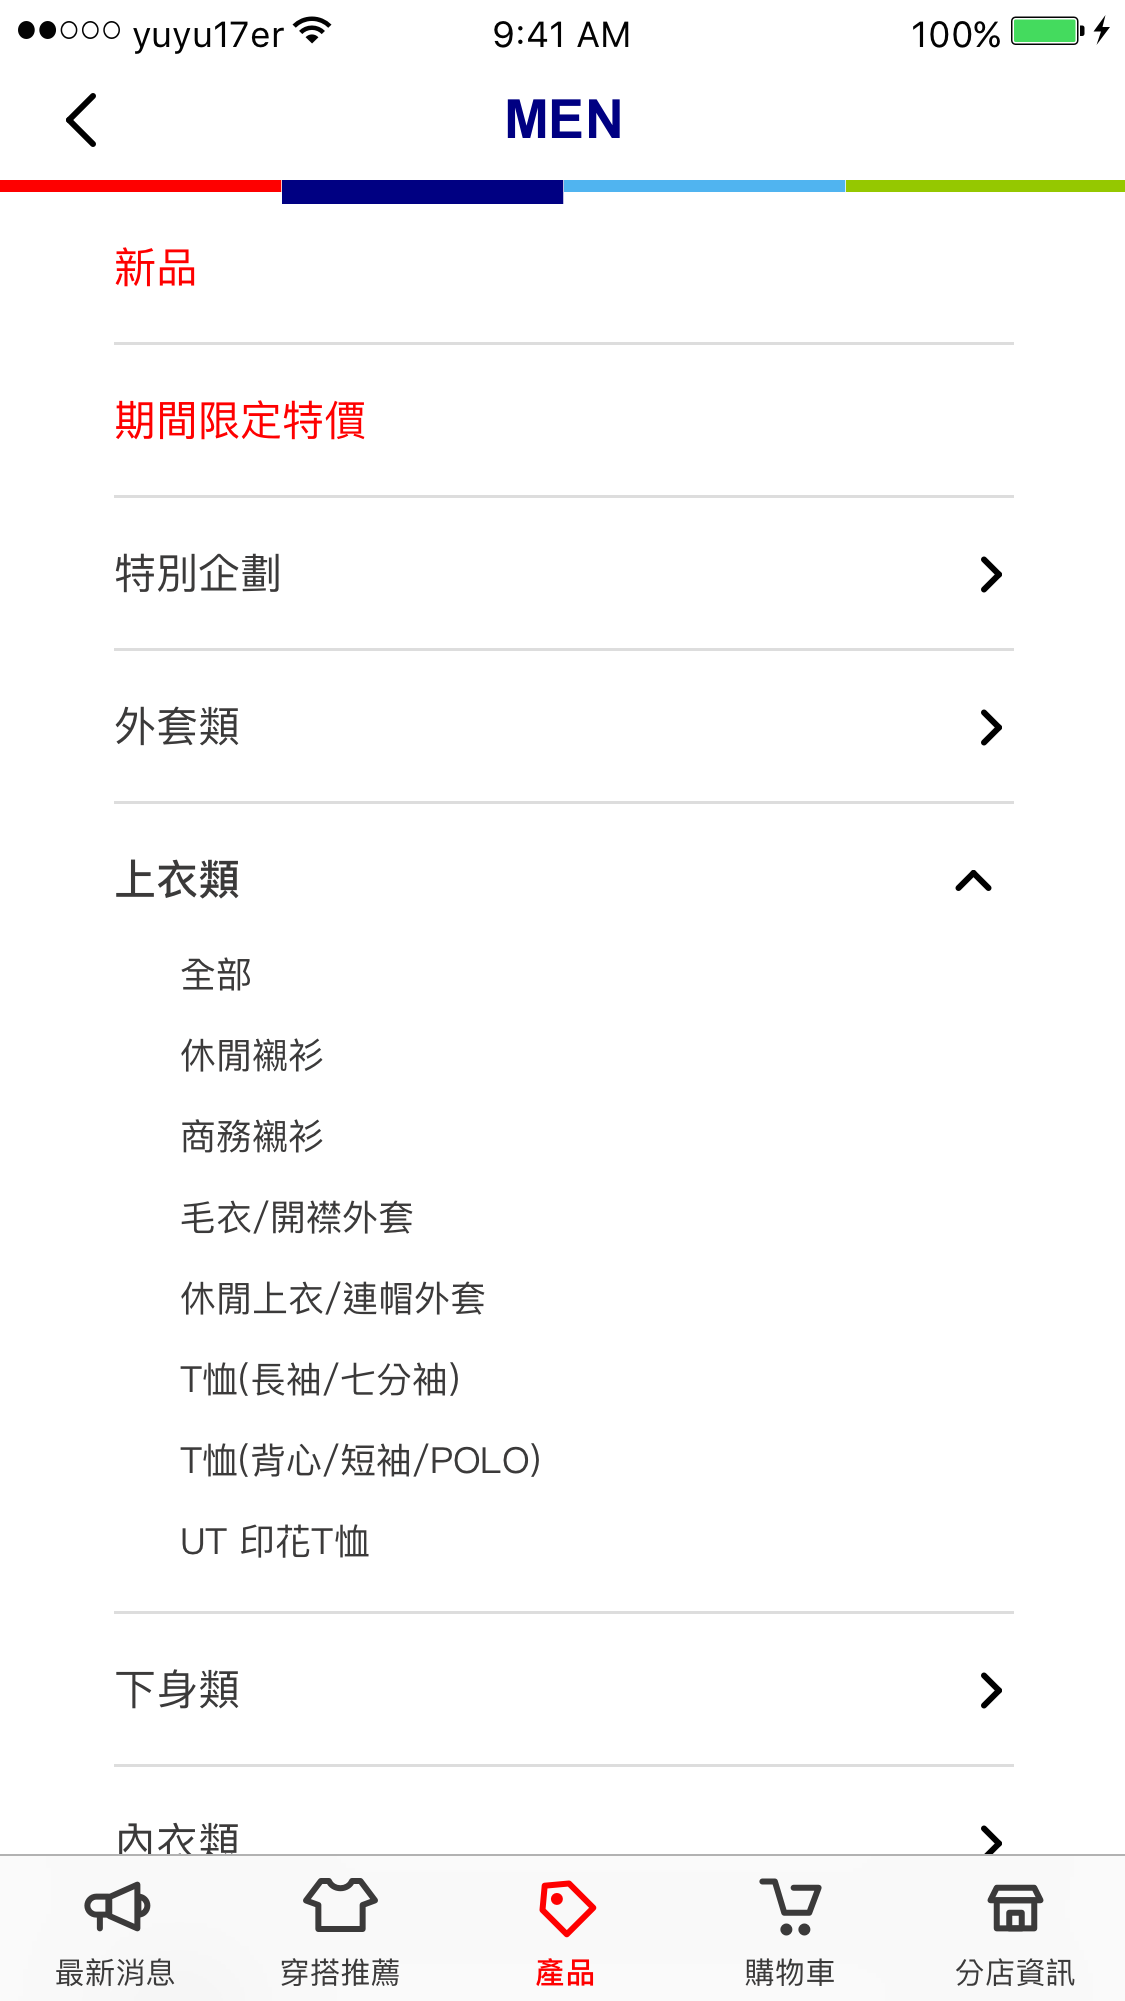 yuyu17er 9:41 AM 100%
MEN
新品
期間限定特價
特別企劃
外套類
上衣類
全部
休閒襯衫
商務襯衫
毛衣/開襟外套
休閒上衣/連帽外套
T恤(長袖/七分袖)
T恤(背心/短袖/POLO)
UT 印花T恤
下身類
內衣類
最新消息 穿搭推薦 產品 購物車 分店資訊